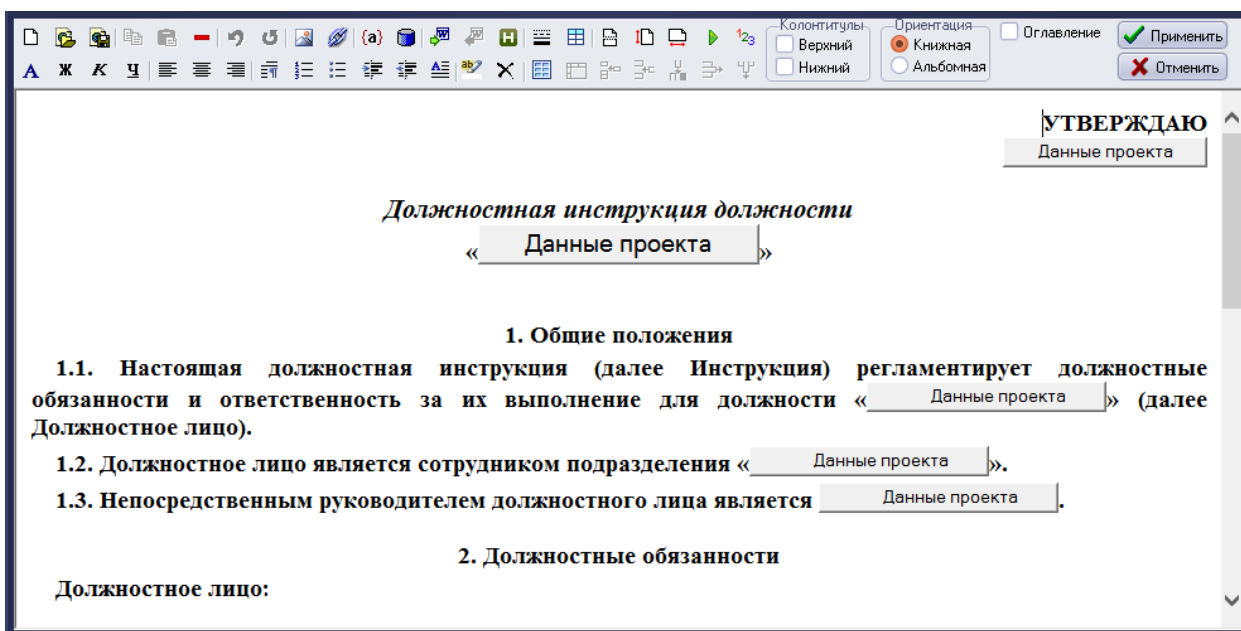 Колонтитулы
Ориентация
Верхний
Книжная
Оглавление
Применить
Ж К Ч
Нижний
Альбомная
Отменить
УТВЕРЖДАЮ
Данные проекта
Должностная инструкция должности
« Данные проекта »
1. Общие положения
1.1. Настоящая должностная инструкция (далее Инструкция) регламентирует должностные
обязанности и ответственность за их выполнение для должности « Данные проекта » (далее
Должностное лицо).
1.2. Должностное лицо является сотрудником подразделения « Данные проекта ».
1.3. Непосредственным руководителем должностного лица является Данные проекта .
2. Должностные обязанности
Должностное лицо: